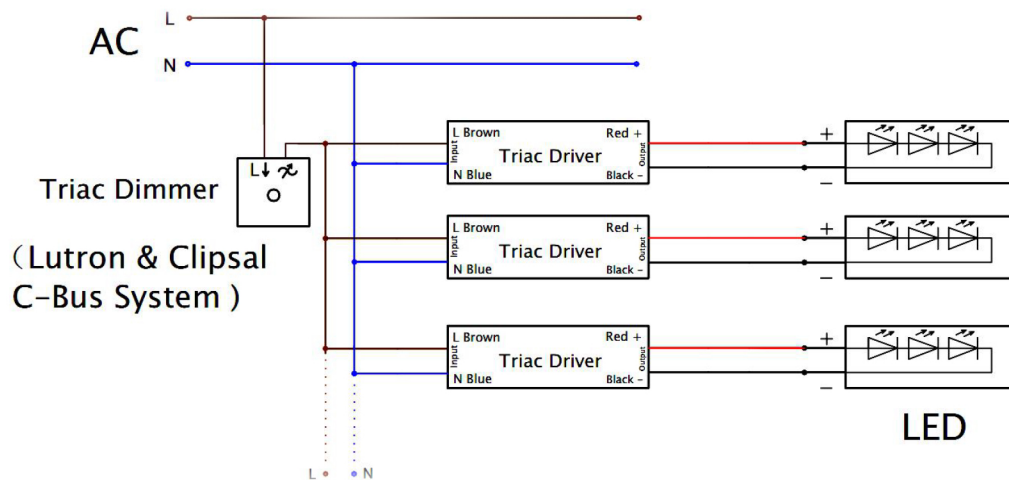 L
AC
N
L Brown
Red +
Input
Triac Driver
Output
N Blue
Black -
+
−
L
Triac Dimmer
(Lutron & Clipsal
C-Bus System )
L Brown
Red +
Input
Triac Driver
Output
N Blue
Black -
+
−
L Brown
Red +
Input
Triac Driver
Output
N Blue
Black -
+
−
LED
L
N